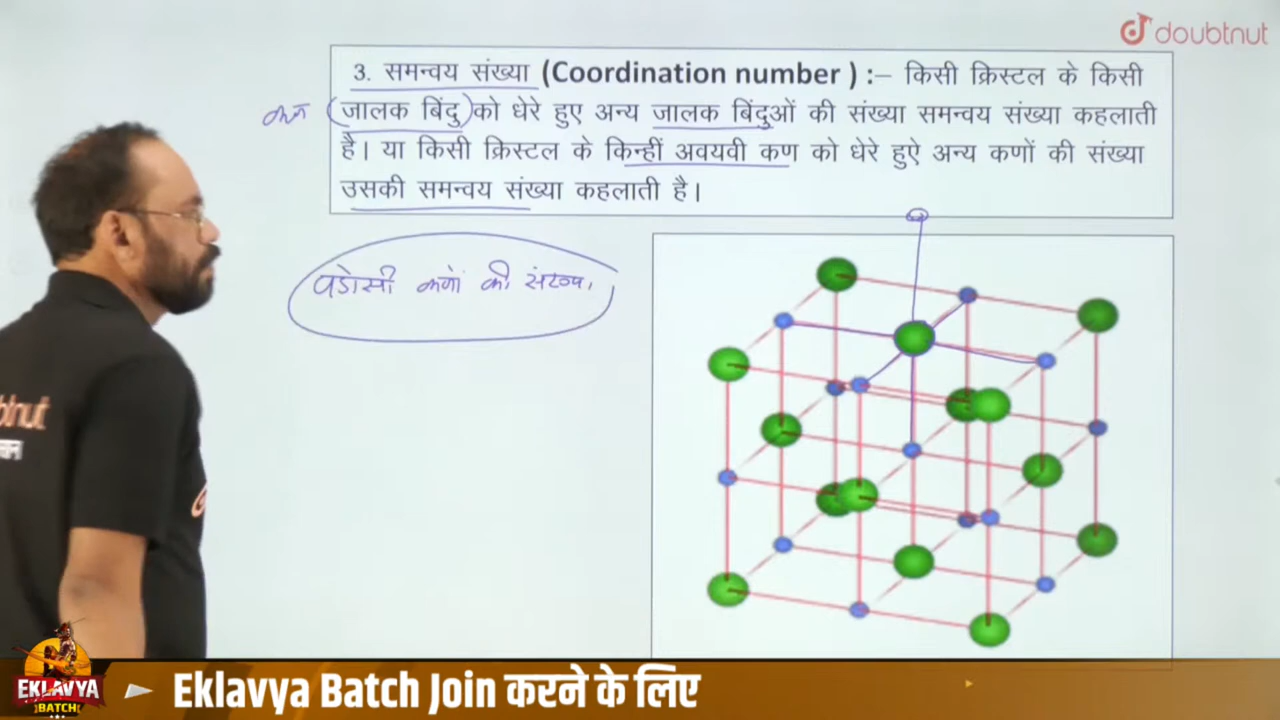 doubtnut
3. समन्वय संख्या (Coordination number ) :– किसी क्रिस्टल के किसी
कण (जालक बिंदु) को घेरे हुए अन्य जालक बिंदुओं की संख्या समन्वय संख्या कहलाती
है। या किसी क्रिस्टल के किन्हीं अवयवी कण को घेरे हुऐ अन्य कणों की संख्या
उसकी समन्वय संख्या कहलाती है।
पडोसी कणों की संख्या
EKLAVYA
BATCH
Eklavya Batch Join करने के लिए